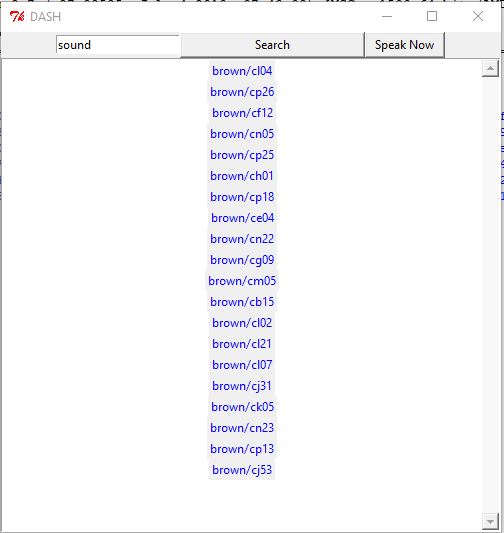 DASH
sound Search Speak Now
brown/cl04
brown/cp26
brown/cf12
brown/cn05
brown/cp25
brown/ch01
brown/cp18
brown/ce04
brown/cn22
brown/cg09
brown/cm05
brown/cb15
brown/cl02
brown/cl21
brown/cl07
brown/cj31
brown/ck05
brown/cn23
brown/cp13
brown/cj53